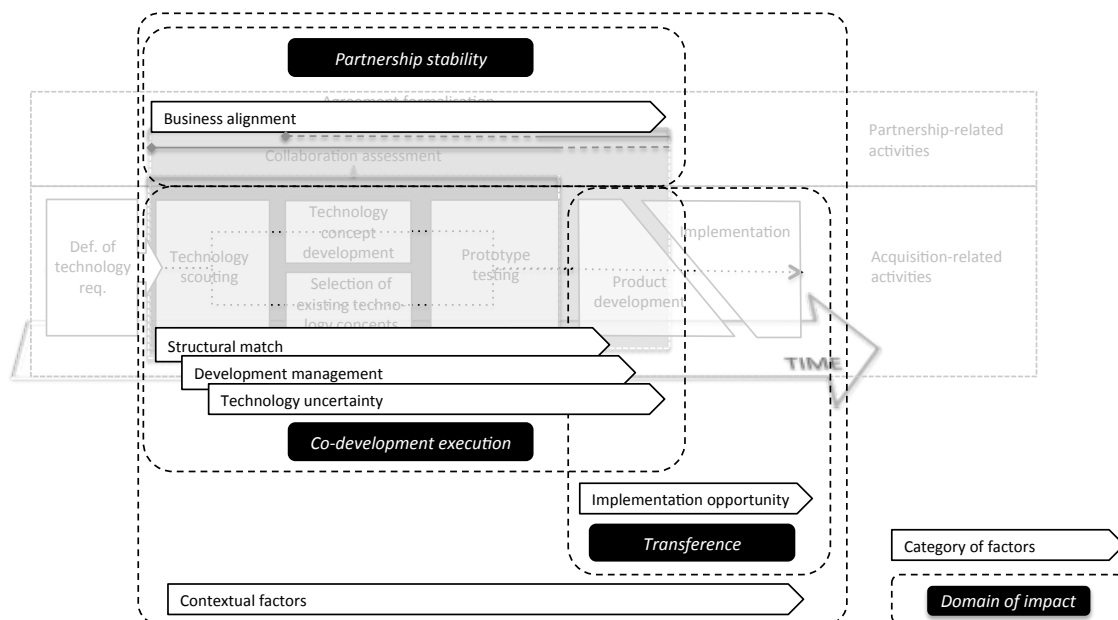 Partnership stability
Agreement formalisation
Business alignment
Partnership-related
activities
Collaboration assessment
Def. of
technology
req.
Technology
scouting
Technology
concept
development
Selection of
existing techno-
logy concepts
Prototype
testing
Product
development
Implementation
Acquisition-related
activities
TIME
Structural match
Development management
Technology uncertainty
Co-development execution
Implementation opportunity
Transference
Contextual factors
Category of factors
Domain of impact